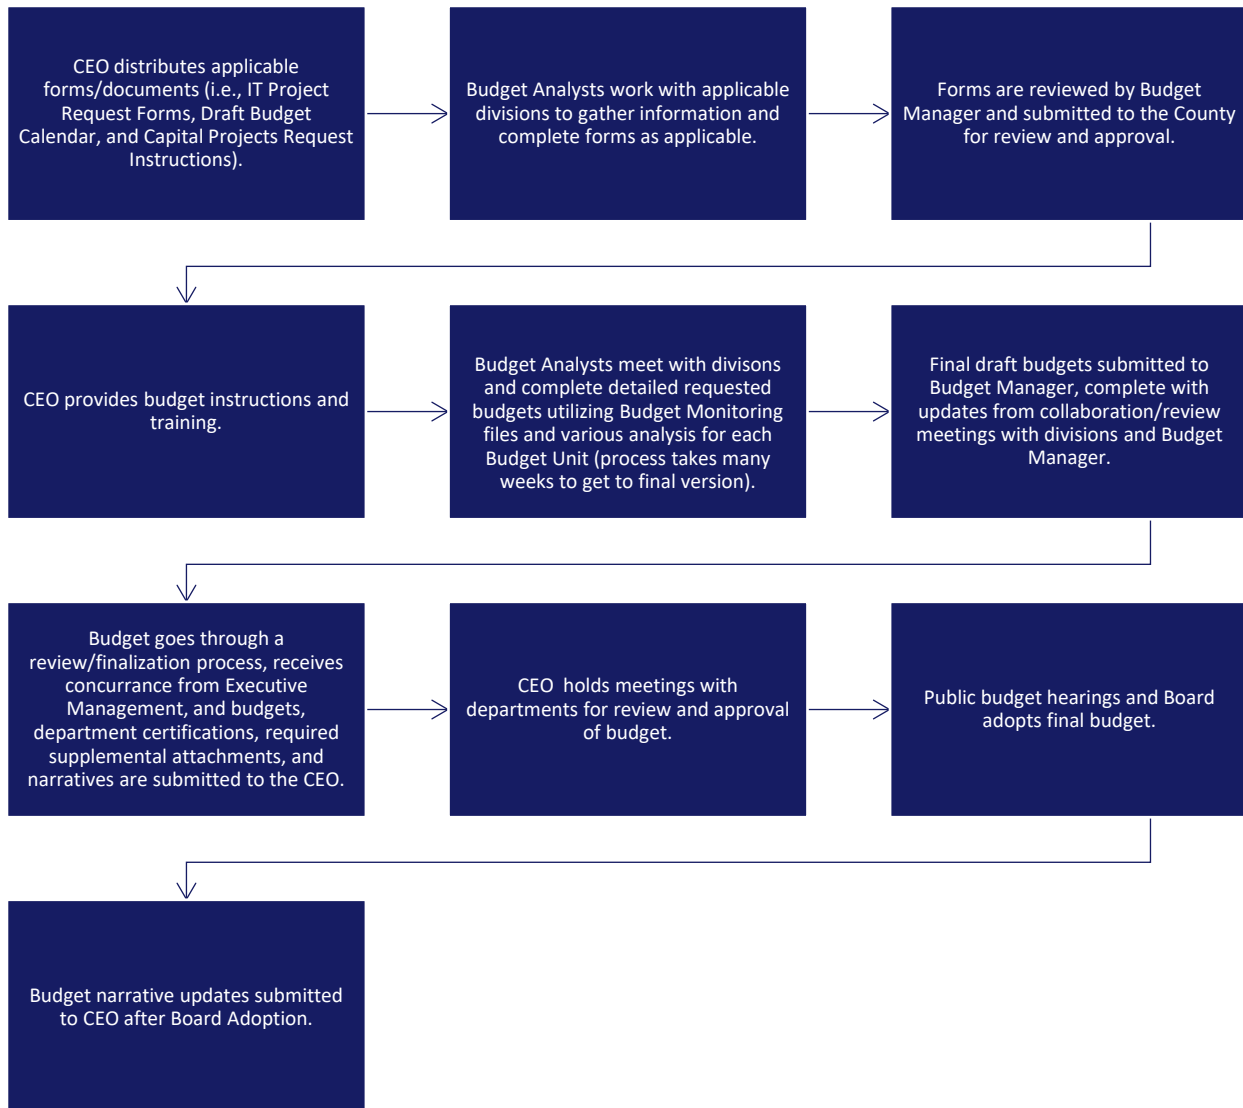 CEO distributes applicable
forms/documents (i.e., IT Project
Request Forms, Draft Budget
Calendar, and Capital Projects Request
Instructions).
Budget Analysts work with applicable
divisions to gather information and
complete forms as applicable.
Forms are reviewed by Budget
Manager and submitted to the County
for review and approval.
CEO provides budget instructions and
training.
Budget Analysts meet with divisons
and complete detailed requested
budgets utilizing Budget Monitoring
files and various analysis for each
Budget Unit (process takes many
weeks to get to final version).
Final draft budgets submitted to
Budget Manager, complete with
updates from collaboration/review
meetings with divisions and Budget
Manager.
Budget goes through a
review/finalization process, receives
concurrance from Executive
Management, and budgets,
department certifications, required
supplemental attachments, and
narratives are submitted to the CEO.
CEO  holds meetings with
departments for review and approval
of budget.
Public budget hearings and Board
adopts final budget.
Budget narrative updates submitted
to CEO after Board Adoption.